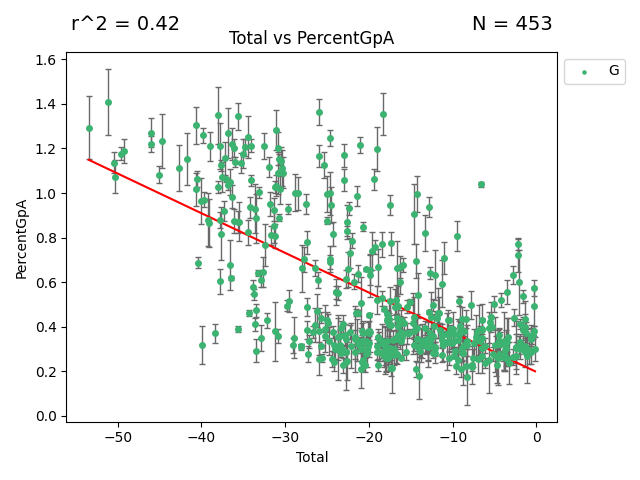 r^2 = 0.42 N = 453
Total vs PercentGpA
G
PercentGpA
1.6
1.4
1.2
1.0
0.8
0.6
0.4
0.2
0.0
−50 −40 −30 −20 −10 0
Total